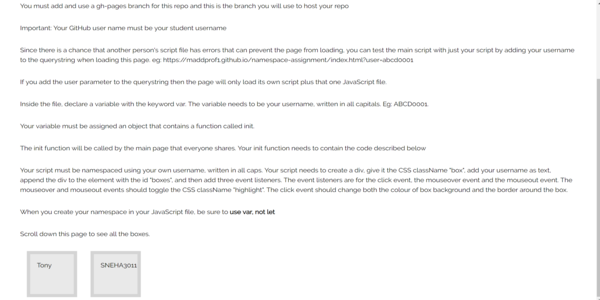 You must add and use a gh-pages branch for this repo and this is the branch you will use to host your repo
Important: Your GitHub user name must be your student username
Since there is a chance that another person's script file has errors that can prevent the page from loading, you can test the main script with just your script by adding your username
to the querystring when loading this page. eg: https://maddprof1.github.io/namespace-assignment/index.html?user=abcd0001
If you add the user parameter to the querystring then the page will only load its own script plus that one JavaScript file.
Inside the file, declare a variable with the keyword var. The variable needs to be your username, written in all capitals. Eg: ABCD0001.
Your variable must be assigned an object that contains a function called init.
The init function will be called by the main page that everyone shares. Your init function needs to contain the code described below
Your script must be namespaced using your own username, written in all caps. Your script needs to create a div, give it the CSS className "box", add your username as text,
append the div to the element with the id "boxes", and then add three event listeners. The event listeners are for the click event, the mouseover event and the mouseout event. The
mouseover and mouseout events should toggle the CSS className "highlight". The click event should change both the colour of box background and the border around the box.
When you create your namespace in your JavaScript file, be sure to use var, not let
Scroll down this page to see all the boxes.
Tony
SNEHA3011